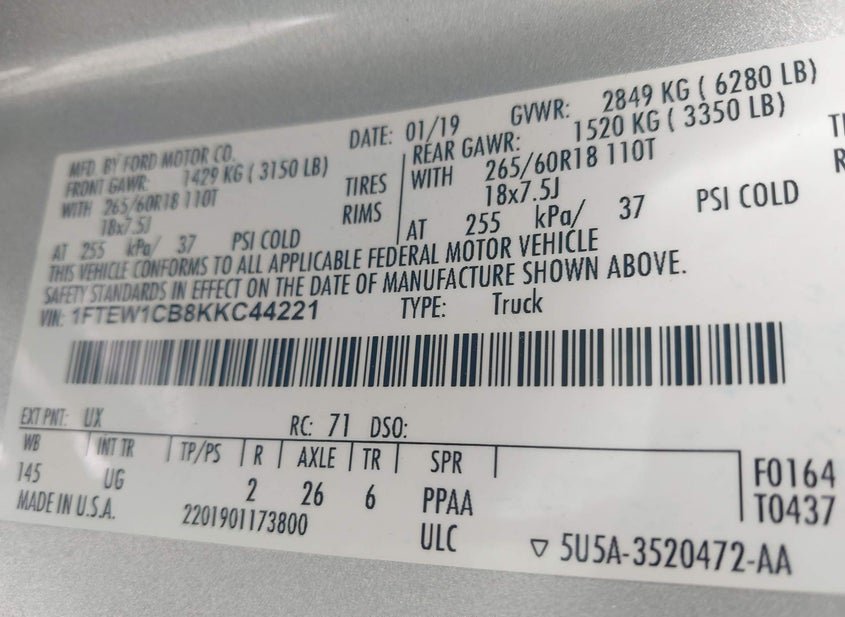 MFD. BY FORD MOTOR CO. DATE: 01/19 GVWR: 2849 KG ( 6280 LB)
FRONT GAWR: 1429 KG ( 3150 LB) REAR GAWR: 1520 KG ( 3350 LB)
WITH 265/60R18 110T TIRES WITH 265/60R18 110T
18x7.5J RIMS 18x7.5J
AT 255 kPa/ 37 PSI COLD AT 255 kPa/ 37 PSI COLD
THIS VEHICLE CONFORMS TO ALL APPLICABLE FEDERAL MOTOR VEHICLE
SAFETY STANDARDS IN EFFECT ON THE DATE OF MANUFACTURE SHOWN ABOVE.
VIN: 1FTEW1CB8KKC44221 TYPE: Truck
EXT PNT: UX RC: 71 DSO:
WB INT TR TP/PS R AXLE TR SPR
145 UG 2 26 6 PPAA F0164
MADE IN U.S.A. 2201901173800 ULC T0437
▽ 5U5A-3520472-AA